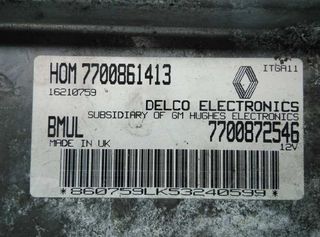 HOM 7700861413
ITGA11
16210759
DELCO ELECTRONICS
SUBSIDIARY OF GM HUGHES ELECTRONICS
BMUL 7700872546
MADE IN UK 12V
*860759LK53240599*